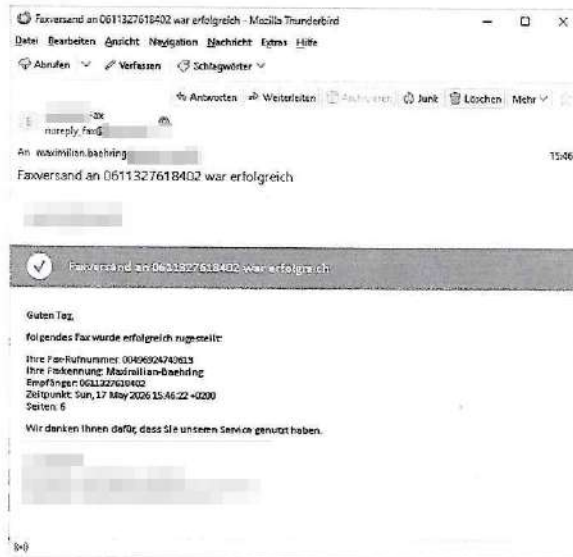 Faxversand an 0611327618402 war erfolgreich - Mozilla Thunderbird
Datei Bearbeiten Ansicht Navigation Nachricht Extras Hilfe
Abrufen Verfassen Schlagwörter
Antworten Weiterleiten Archivieren Junk Löschen Mehr
noreply_fax@
An maximilian.baehring
15:46
Faxversand an 0611327618402 war erfolgreich
Faxversand an 0611327618402 war erfolgreich
Guten Tag,
folgendes Fax wurde erfolgreich zugestellt:
Ihre Fax-Rufnummer: 00496924749613
Ihre Faxkennung: Maximilian-Baehring
Empfänger: 0611327618402
Zeitpunkt: Sun, 17 May 2026 15:46:22 +0200
Seiten: 6
Wir danken Ihnen dafür, dass Sie unseren Service genutzt haben.